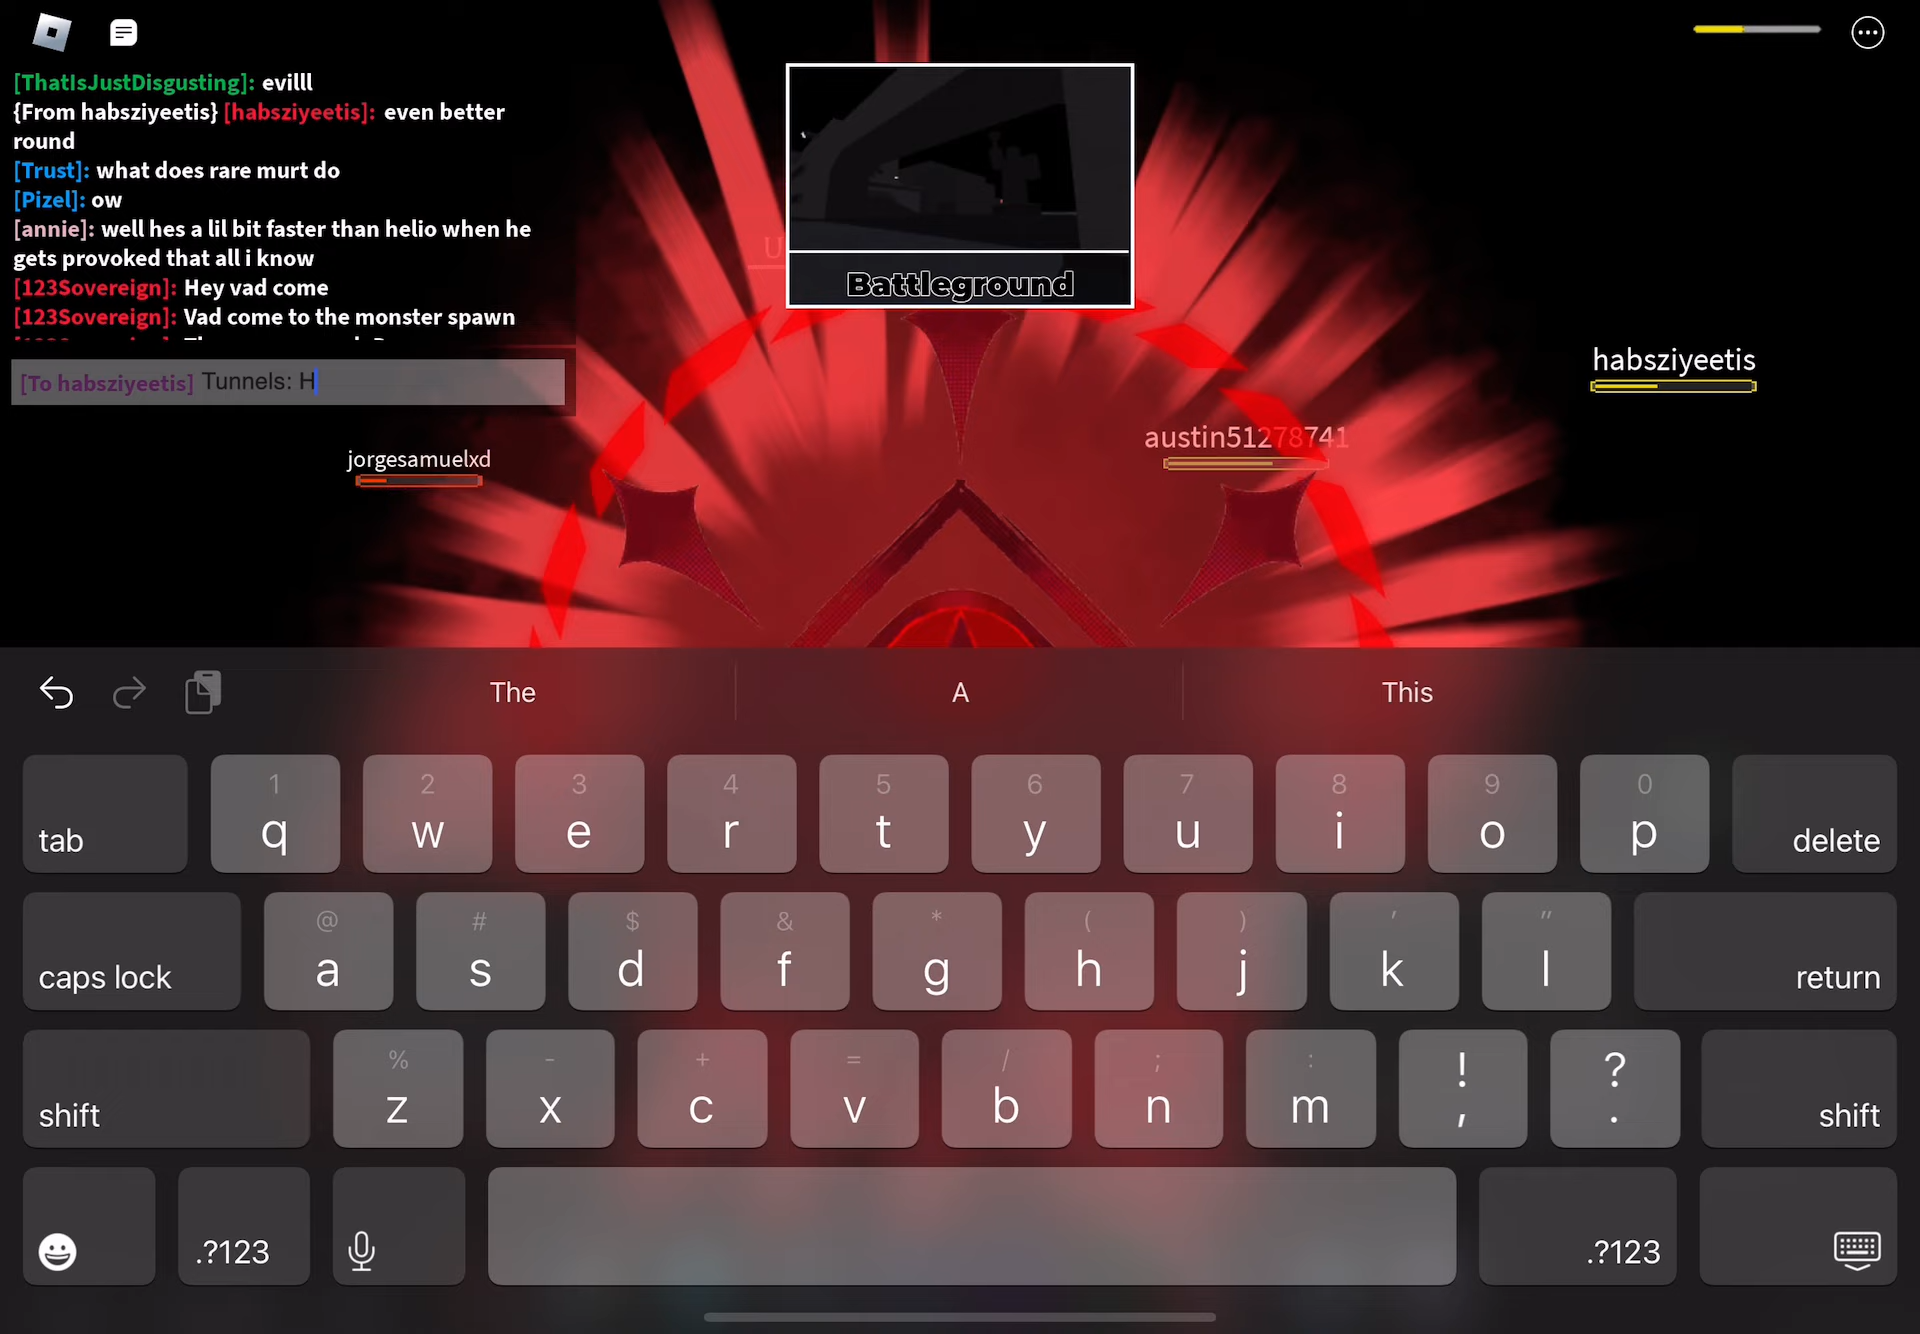 [ThatIsJustDisgusting]: evilll
{From habsziyeetis} [habsziyeetis]: even better
round
[Trust]: what does rare murt do
[Pizel]: ow
[annie]: well hes a lil bit faster than helio when he
gets provoked that all i know
[123Sovereign]: Hey vad come
[123Sovereign]: Vad come to the monster spawn
[To habsziyeetis] Tunnels: H
Battleground
habsziyeetis
austin51278741
jorgesamuelxd
The A This
1 2 3 4 5 6 7 8 9 0
tab q w e r t y u i o p delete
@ # $ & * ( ) ' "
caps lock a s d f g h j k l return
% - + = / ; : ! ?
shift z x c v b n m , . shift
.?123 .?123